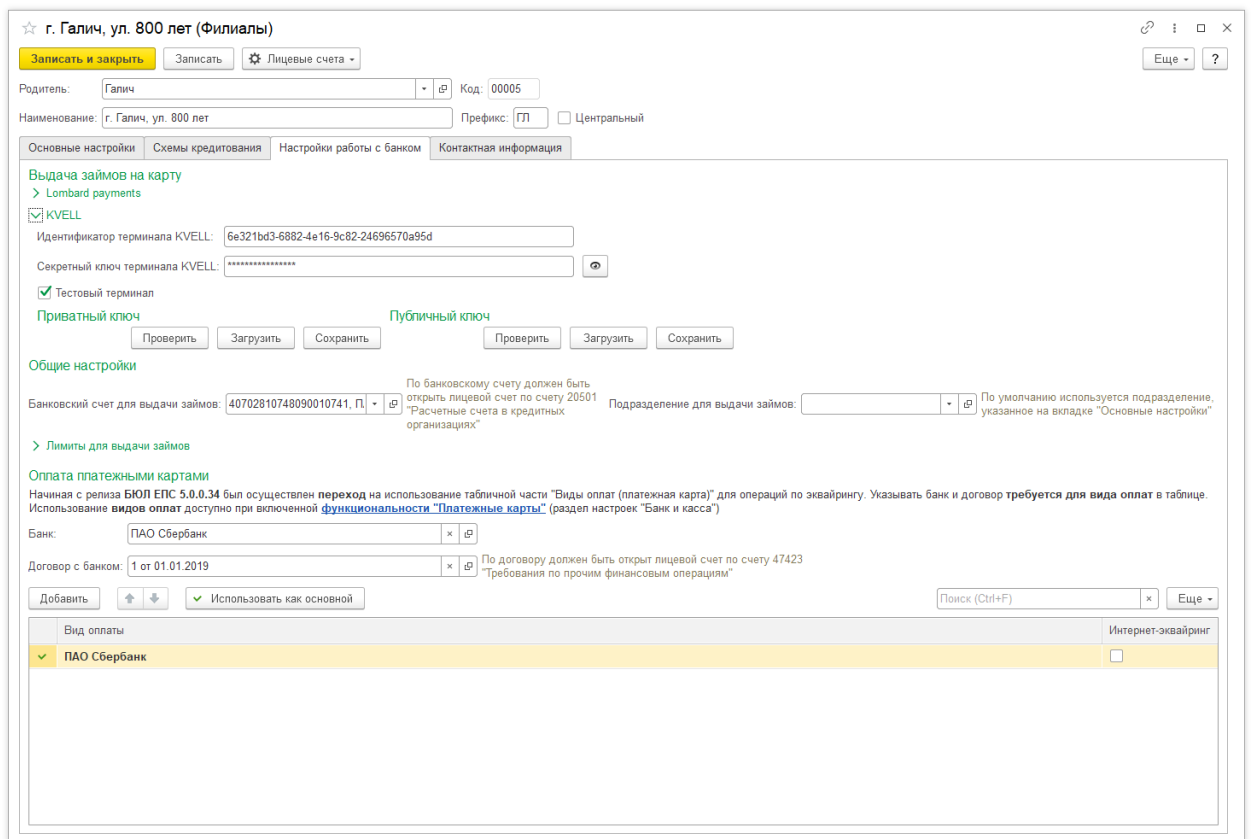 г. Галич, ул. 800 лет (Филиалы)
Записать и закрыть Записать Лицевые счета Еще ?
Родитель: Галич Код: 00005
Наименование: г. Галич, ул. 800 лет Префикс: ГЛ Центральный
Основные настройки Схемы кредитования Настройки работы с банком Контактная информация
Выдача займов на карту
Lombard payments
KVELL
Идентификатор терминала KVELL: 6e321bd3-6882-4e16-9c82-24696570a95d
Секретный ключ терминала KVELL: ***************
Тестовый терминал
Приватный ключ Публичный ключ
Проверить Загрузить Сохранить Проверить Загрузить Сохранить
Общие настройки
Банковский счет для выдачи займов: 40702810748090010741, П
По банковскому счету должен быть
открыть лицевой счет по счету 20501
"Расчетные счета в кредитных
организациях"
Подразделение для выдачи займов:
По умолчанию используется подразделение,
указанное на вкладке "Основные настройки"
Лимиты для выдачи займов
Оплата платежными картами
Начиная с релиза БЮЛ ЕПС 5.0.0.34 был осуществлен переход на использование табличной части "Виды оплат (платежная карта)" для операций по эквайрингу. Указывать банк и договор требуется для вида оплат в таблице.
Использование видов оплат доступно при включенной функциональности "Платежные карты" (раздел настроек "Банк и касса")
Банк: ПАО Сбербанк
Договор с банком: 1 от 01.01.2019
По договору должен быть открыт лицевой счет по счету 47423
"Требования по прочим финансовым операциям"
Добавить Использовать как основной Поиск (Ctrl+F) Еще
Вид оплаты Интернет-эквайринг
ПАО Сбербанк